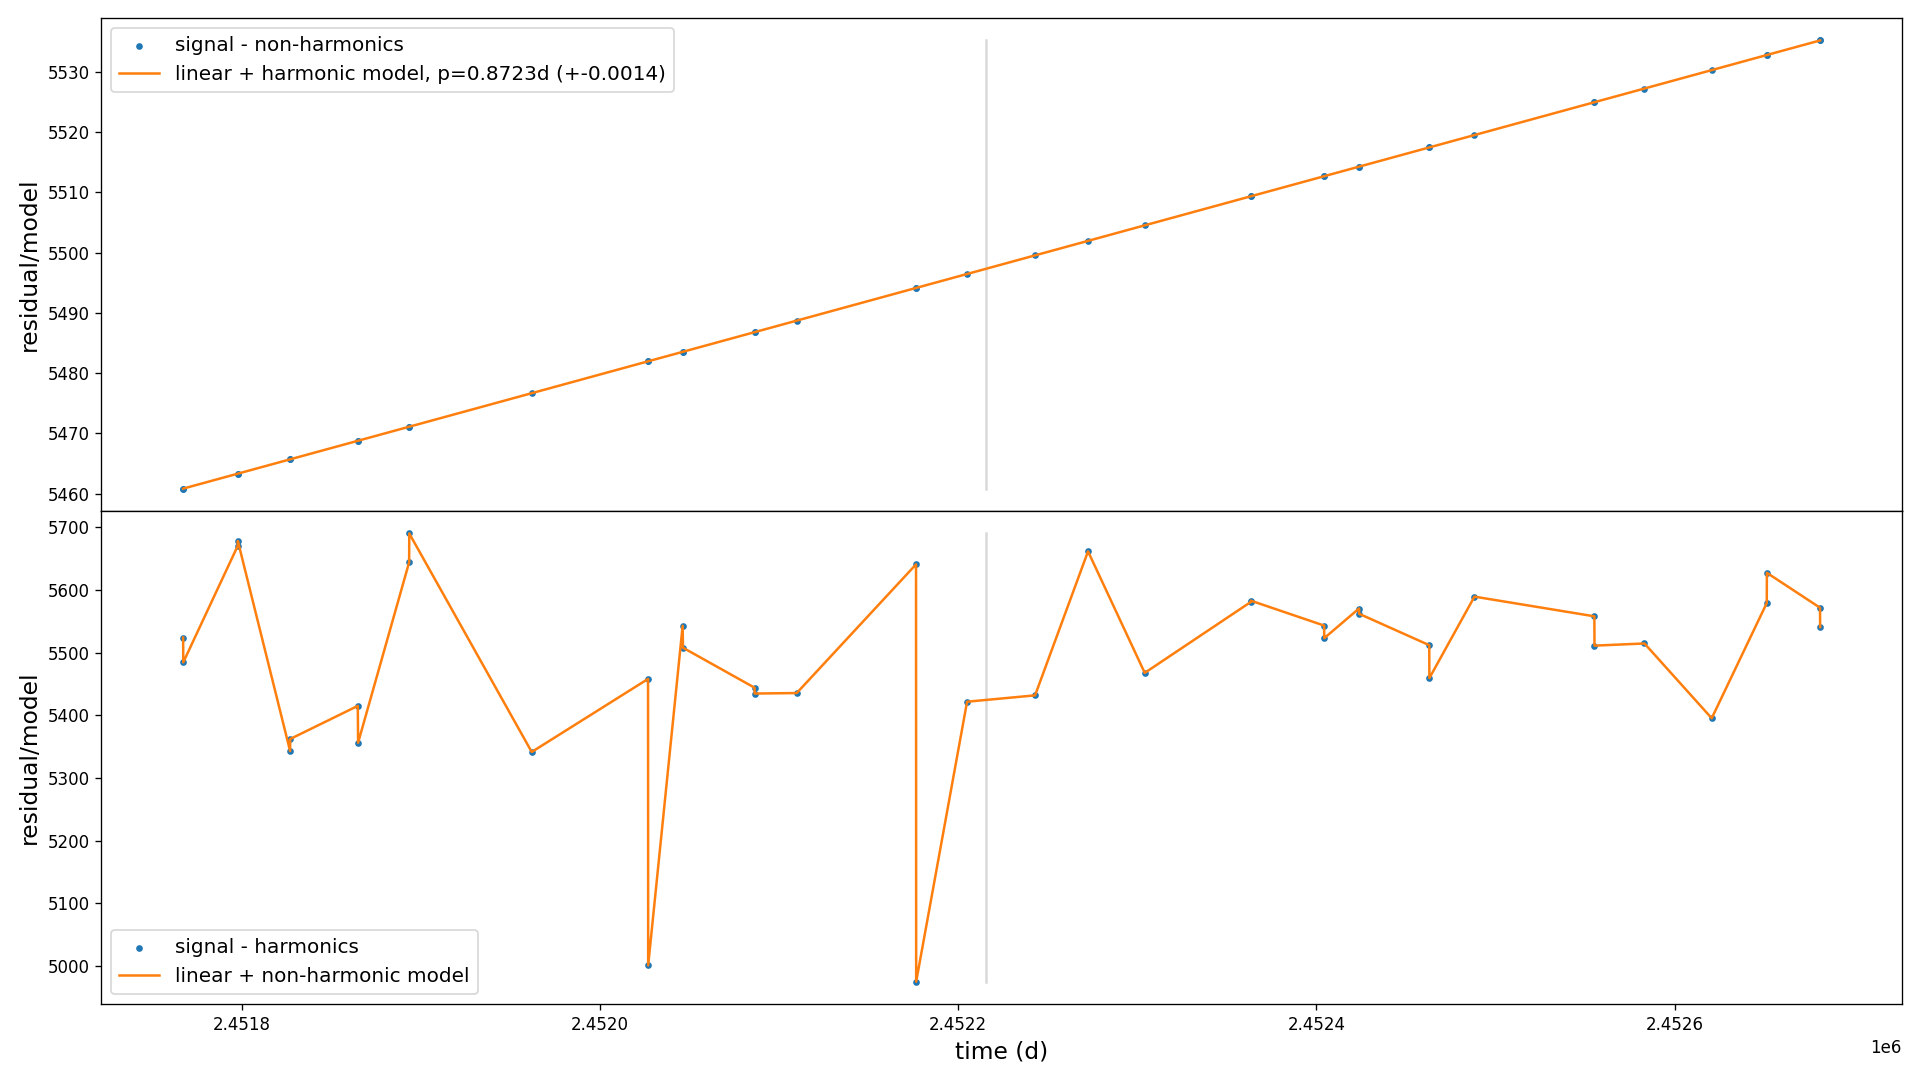 signal - non-harmonics
linear + harmonic model, p=0.8723d (+-0.0014)
residual/model
5530
5520
5510
5500
5490
5480
5470
5460
residual/model
5700
5600
5500
5400
5300
5200
5100
5000
signal - harmonics
linear + non-harmonic model
2.4518
2.4520
2.4522
2.4524
2.4526
1e6
time (d)